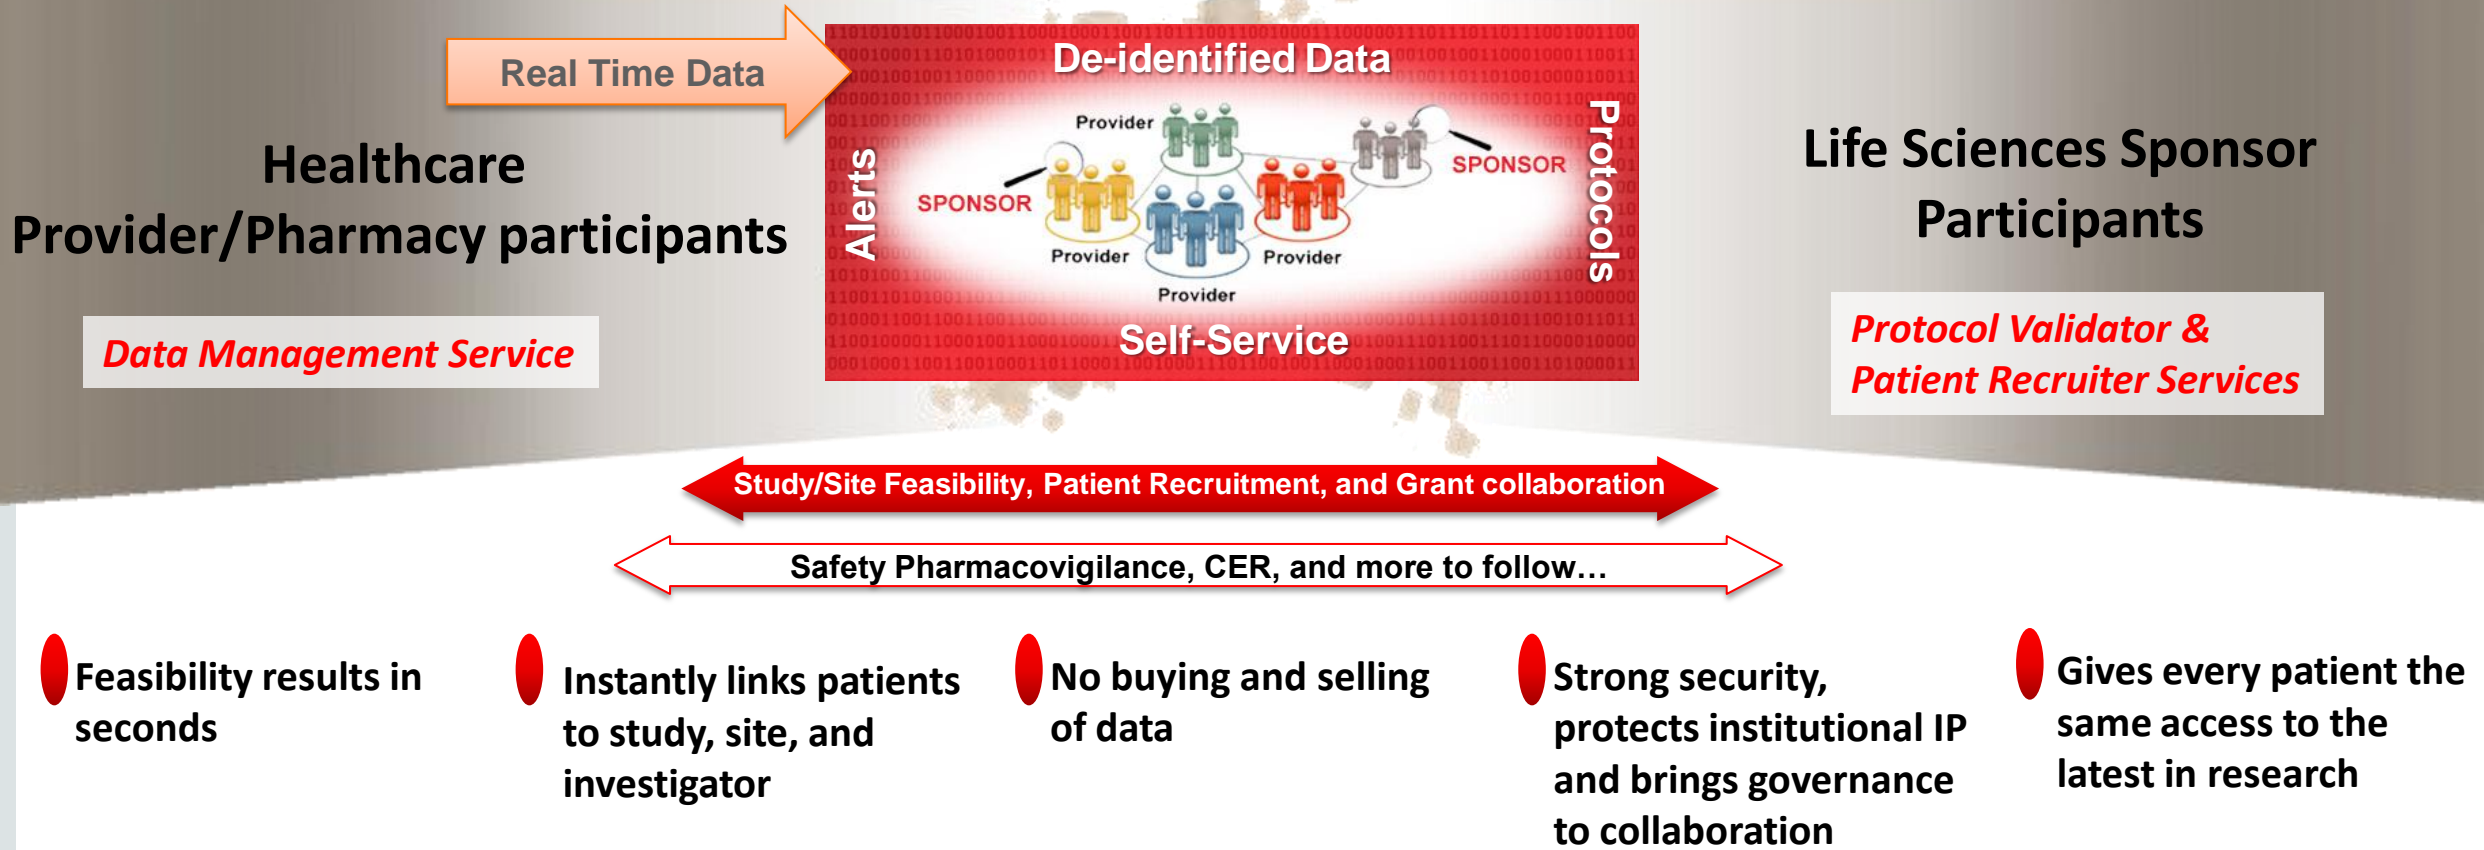 Real Time Data
Healthcare
Provider/Pharmacy participants
Data Management Service
De-identified Data
Alerts
Protocols
Provider
SPONSOR
SPONSOR
Provider
Provider
Provider
Self-Service
Life Sciences Sponsor
Participants
Protocol Validator &
Patient Recruiter Services
Study/Site Feasibility, Patient Recruitment, and Grant collaboration
Safety Pharmacovigilance, CER, and more to follow…
Feasibility results in
seconds
Instantly links patients
to study, site, and
investigator
No buying and selling
of data
Strong security,
protects institutional IP
and brings governance
to collaboration
Gives every patient the
same access to the
latest in research